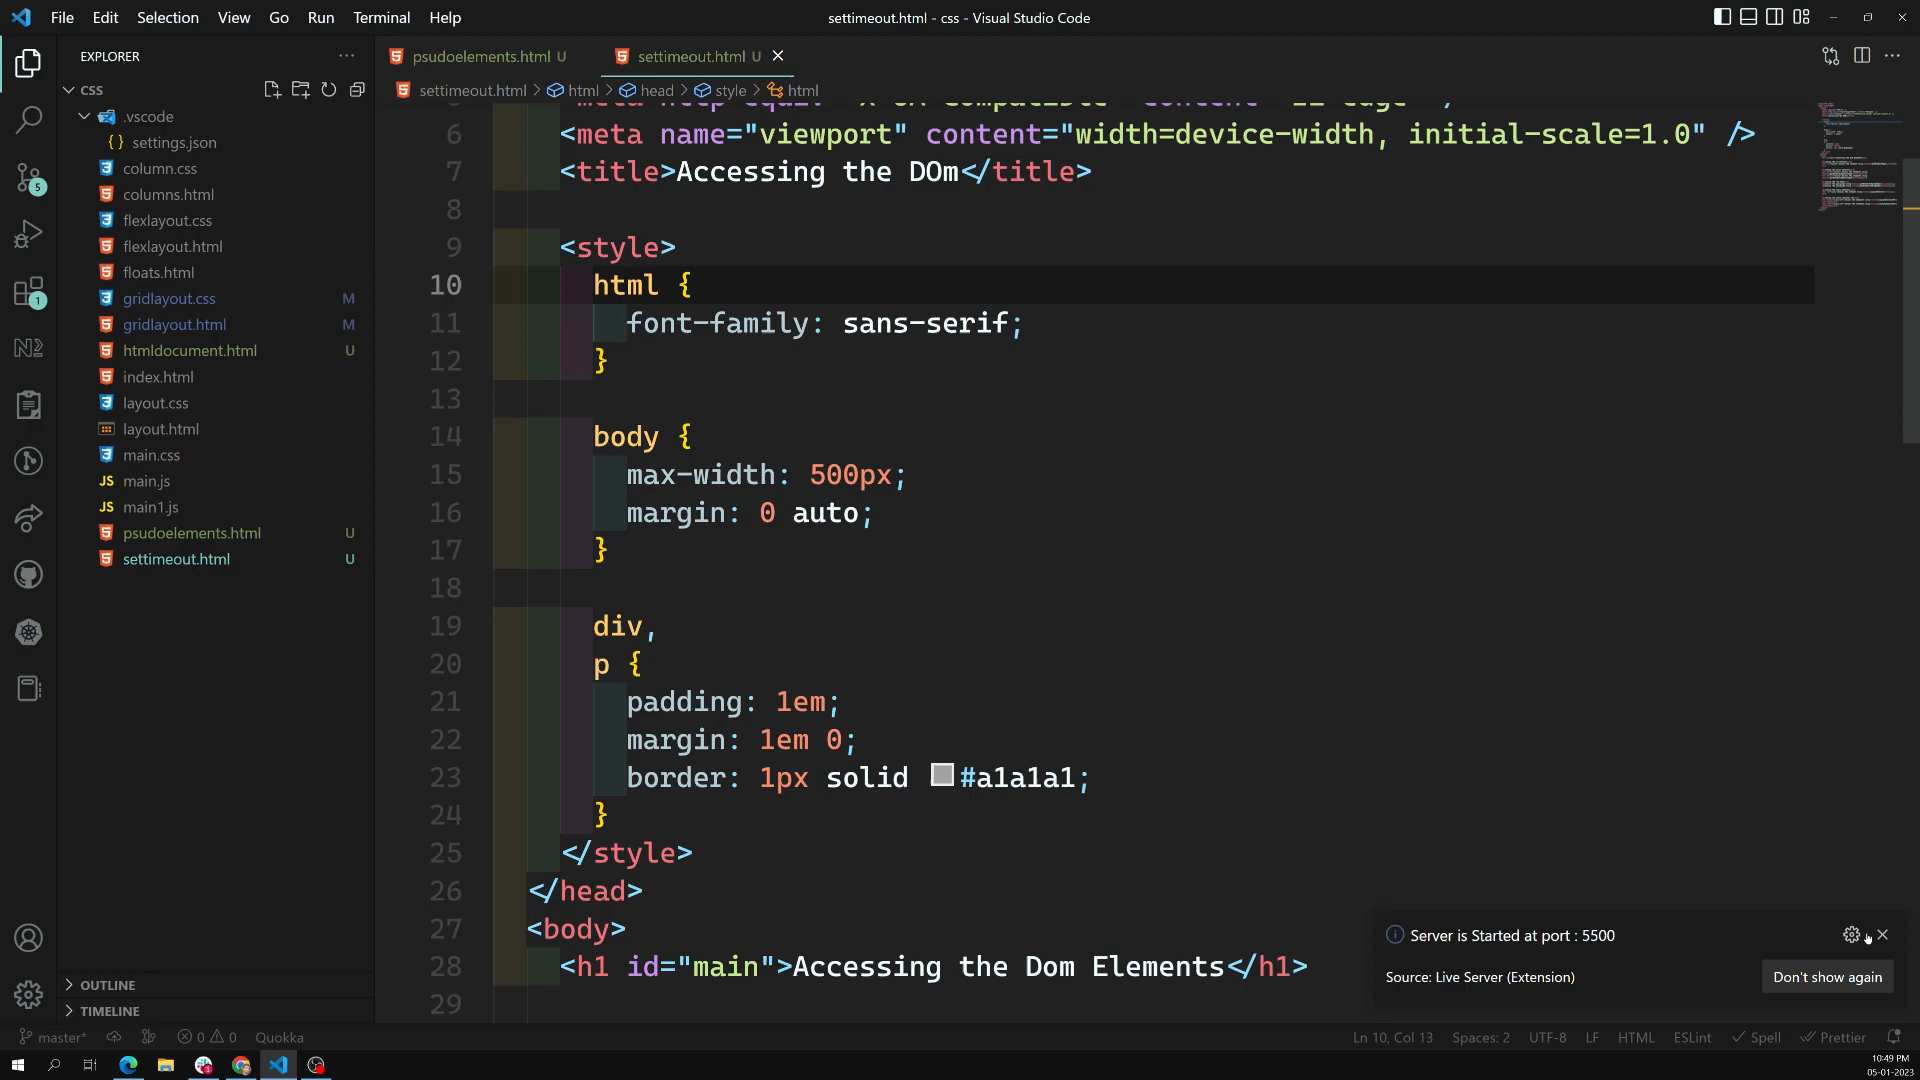 File Edit Selection View Go Run Terminal Help
settimeout.html - css - Visual Studio Code
EXPLORER
CSS
.vscode
{ } settings.json
column.css
columns.html
flexlayout.css
flexlayout.html
floats.html
gridlayout.css M
gridlayout.html M
htmldocument.html U
index.html
layout.css
layout.html
main.css
JS main.js
JS main1.js
psudoelements.html U
settimeout.html U
OUTLINE
TIMELINE
5
1
psudoelements.html U
settimeout.html U
settimeout.html > html > head > style > html
6 <meta name="viewport" content="width=device-width, initial-scale=1.0" />
7 <title>Accessing the DOm</title>
8
9 <style>
10 html {
11 font-family: sans-serif;
12 }
13
14 body {
15 max-width: 500px;
16 margin: 0 auto;
17 }
18
19 div,
20 p {
21 padding: 1em;
22 margin: 1em 0;
23 border: 1px solid #a1a1a1;
24 }
25 </style>
26 </head>
27 <body>
28 <h1 id="main">Accessing the Dom Elements</h1>
29
Server is Started at port : 5500
Source: Live Server (Extension)
Don't show again
master* 0 0 Quokka
Ln 10, Col 13 Spaces: 2 UTF-8 LF HTML ESLint Spell Prettier
10:49 PM
05-01-2023